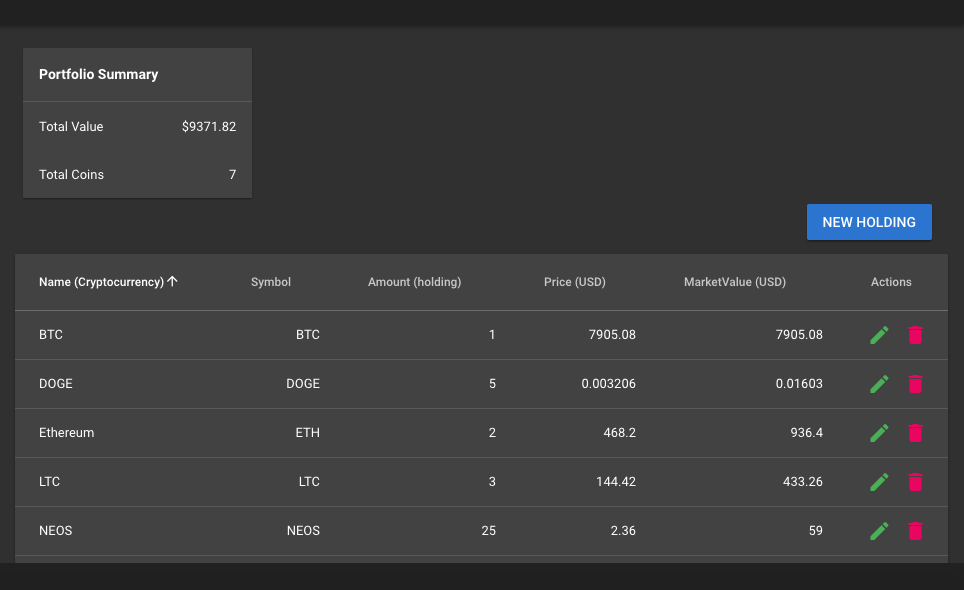 Portfolio Summary
Total Value $9371.82
Total Coins 7
NEW HOLDING
Name (Cryptocurrency) Symbol Amount (holding) Price (USD) MarketValue (USD) Actions
BTC BTC 1 7905.08 7905.08
DOGE DOGE 5 0.003206 0.01603
Ethereum ETH 2 468.2 936.4
LTC LTC 3 144.42 433.26
NEOS NEOS 25 2.36 59